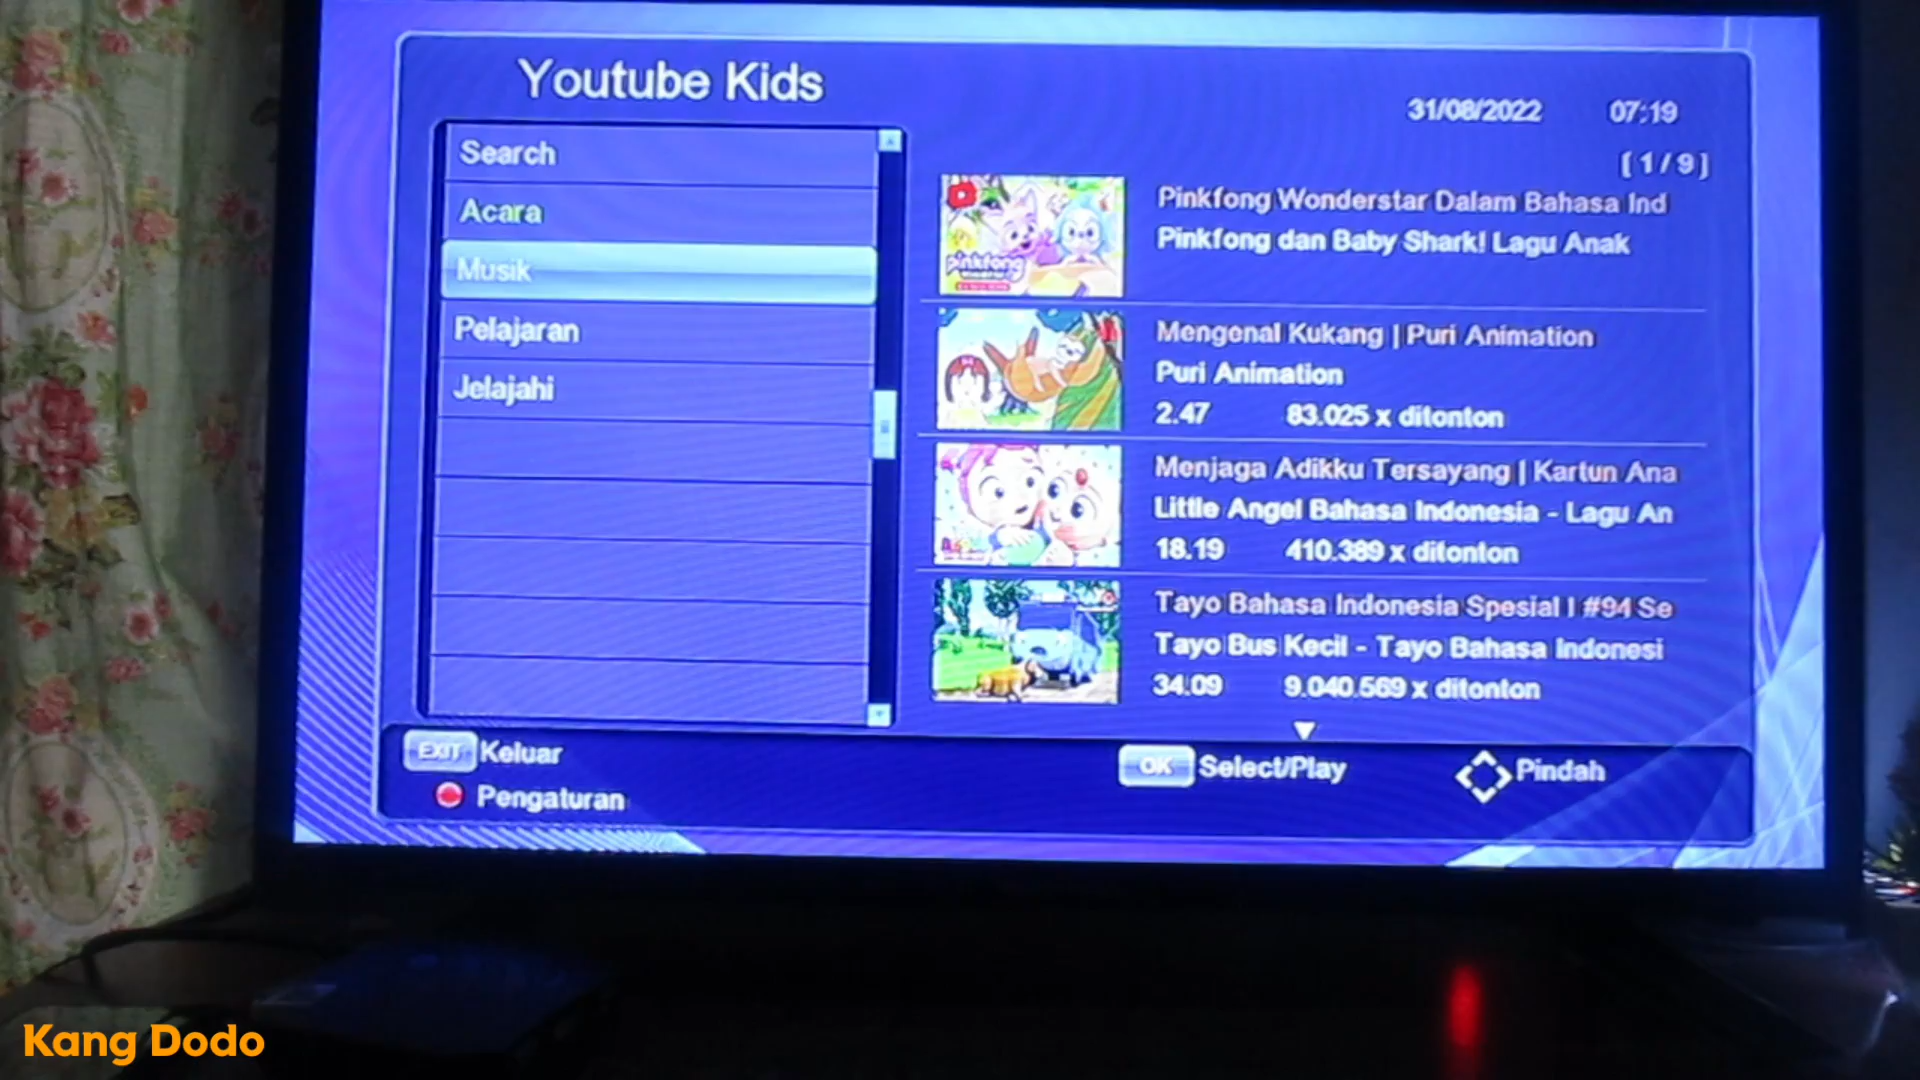 Youtube Kids
31/08/2022 07:19
[ 1 / 9 ]
Search
Acara
Musik
Pelajaran
Jelajahi
pinkfong
Pinkfong Wonderstar Dalam Bahasa Ind
Pinkfong dan Baby Shark! Lagu Anak
Mengenal Kukang | Puri Animation
Puri Animation
2.47 83.025 x ditonton
Menjaga Adikku Tersayang | Kartun Ana
Little Angel Bahasa Indonesia - Lagu An
18.19 410.389 x ditonton
Tayo Bahasa Indonesia Spesial l #94 Se
Tayo Bus Kecil - Tayo Bahasa Indonesi
34.09 9.040.569 x ditonton
EXIT Keluar
OK Select/Play
Pindah
Pengaturan
Kang Dodo